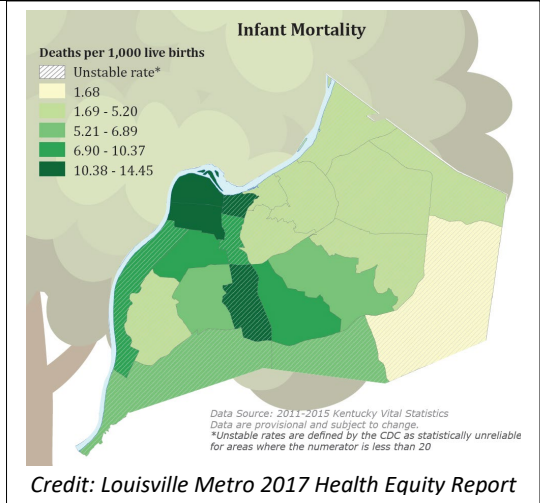 Infant Mortality
Deaths per 1,000 live births
Unstable rate*
1.68
1.69 - 5.20
5.21 - 6.89
6.90 - 10.37
10.38 - 14.45
Data Source: 2011-2015 Kentucky Vital Statistics
Data are provisional and subject to change.
*Unstable rates are defined by the CDC as statistically unreliable
for areas where the numerator is less than 20
Credit: Louisville Metro 2017 Health Equity Report